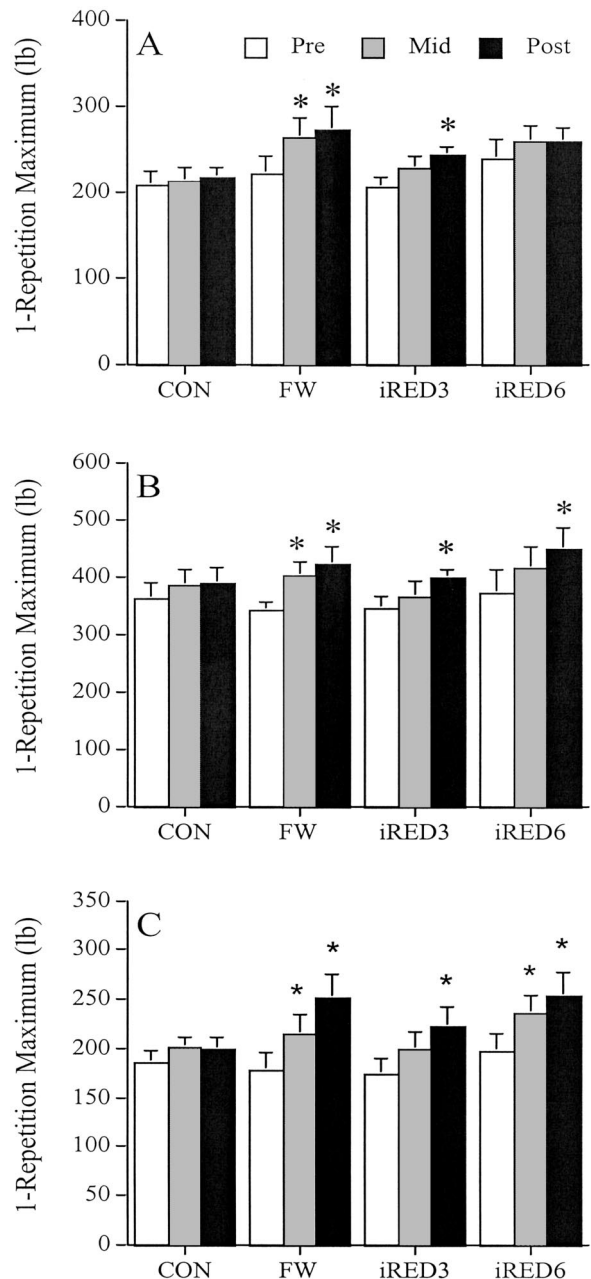 A
Pre Mid Post
1-Repetition Maximum (lb)
400
300
200
100
0
* * *
CON FW iRED3 iRED6
B
1-Repetition Maximum (lb)
600
500
400
300
200
100
0
* * * *
CON FW iRED3 iRED6
C
1-Repetition Maximum (lb)
350
300
250
200
150
100
50
0
* * * * *
CON FW iRED3 iRED6